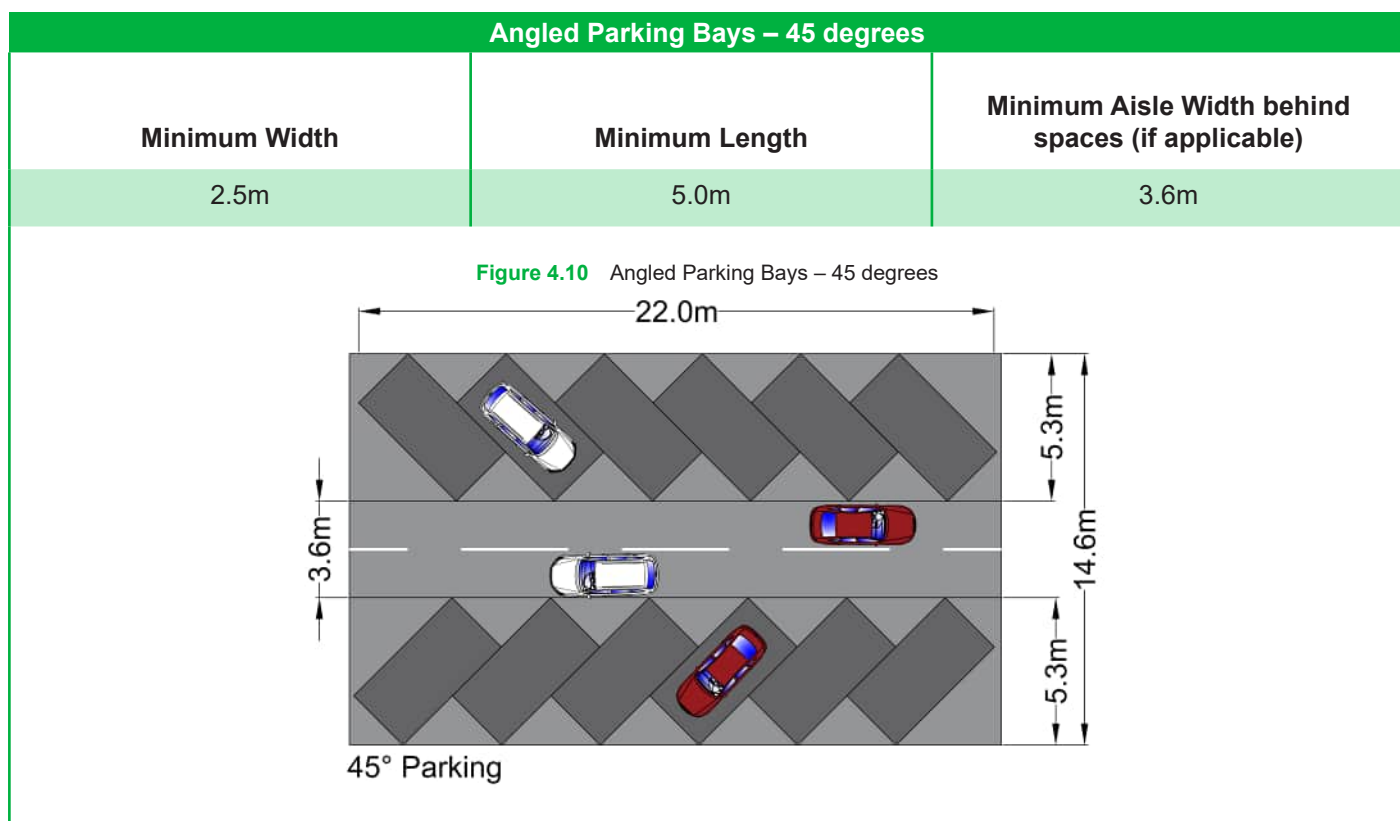 Angled Parking Bays – 45 degrees
Minimum Width
Minimum Length
Minimum Aisle Width behind
spaces (if applicable)
2.5m
5.0m
3.6m
Figure 4.10 Angled Parking Bays – 45 degrees
22.0m
5.3m
3.6m
14.6m
5.3m
45° Parking